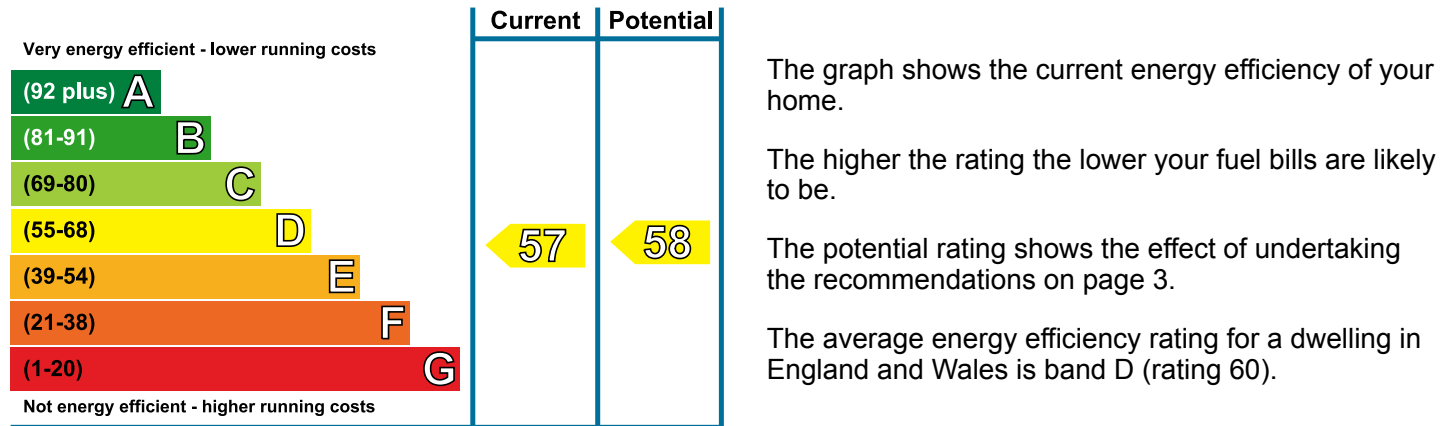 Current Potential
Very energy efficient - lower running costs
(92 plus) A
(81-91) B
(69-80) C
(55-68) D
(39-54) E
(21-38) F
(1-20) G
Not energy efficient - higher running costs
57 58
The graph shows the current energy efficiency of your
home.
The higher the rating the lower your fuel bills are likely
to be.
The potential rating shows the effect of undertaking
the recommendations on page 3.
The average energy efficiency rating for a dwelling in
England and Wales is band D (rating 60).